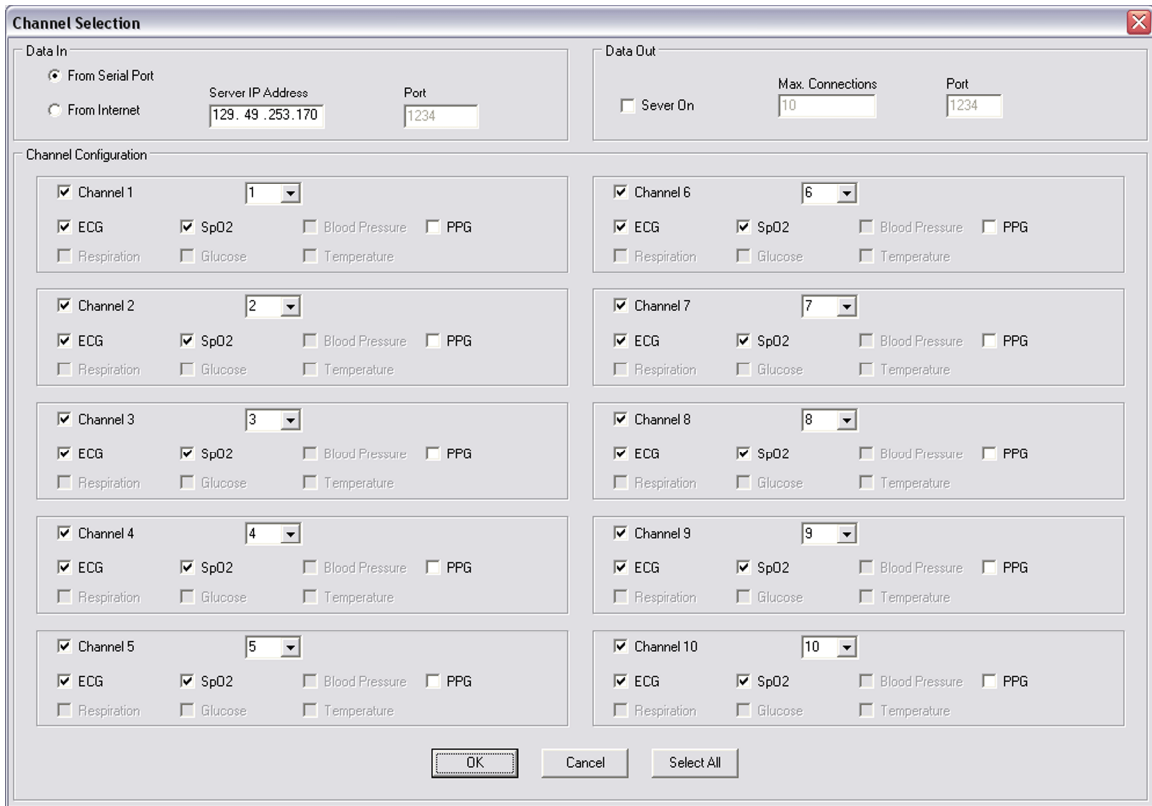 Channel Selection
Data In
From Serial Port
From Internet
Server IP Address
129. 49 .253.170
Port
1234
Data Out
Sever On
Max. Connections
10
Port
1234
Channel Configuration
Channel 1 1
ECG SpO2 Blood Pressure PPG
Respiration Glucose Temperature
Channel 2 2
ECG SpO2 Blood Pressure PPG
Respiration Glucose Temperature
Channel 3 3
ECG SpO2 Blood Pressure PPG
Respiration Glucose Temperature
Channel 4 4
ECG SpO2 Blood Pressure PPG
Respiration Glucose Temperature
Channel 5 5
ECG SpO2 Blood Pressure PPG
Respiration Glucose Temperature
Channel 6 6
ECG SpO2 Blood Pressure PPG
Respiration Glucose Temperature
Channel 7 7
ECG SpO2 Blood Pressure PPG
Respiration Glucose Temperature
Channel 8 8
ECG SpO2 Blood Pressure PPG
Respiration Glucose Temperature
Channel 9 9
ECG SpO2 Blood Pressure PPG
Respiration Glucose Temperature
Channel 10 10
ECG SpO2 Blood Pressure PPG
Respiration Glucose Temperature
OK Cancel Select All